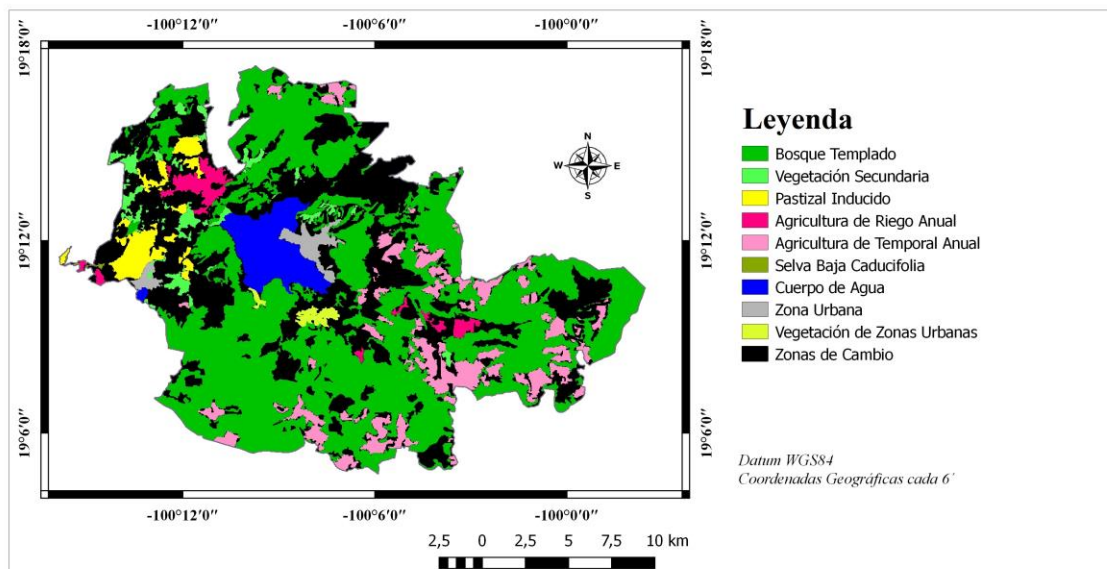 -100°12'0'' -100°6'0'' -100°0'0''
19°18'0'' 19°18'0''
Leyenda
N
W E
S
Bosque Templado
Vegetación Secundaria
Pastizal Inducido
Agricultura de Riego Anual
Agricultura de Temporal Anual
Selva Baja Caducifolia
Cuerpo de Agua
Zona Urbana
Vegetación de Zonas Urbanas
Zonas de Cambio
19°12'0'' 19°12'0''
19°6'0'' 19°6'0''
Datum WGS84
Coordenadas Geográficas cada 6'
-100°12'0'' -100°6'0'' -100°0'0''
2,5 0 2,5 5 7,5 10 km